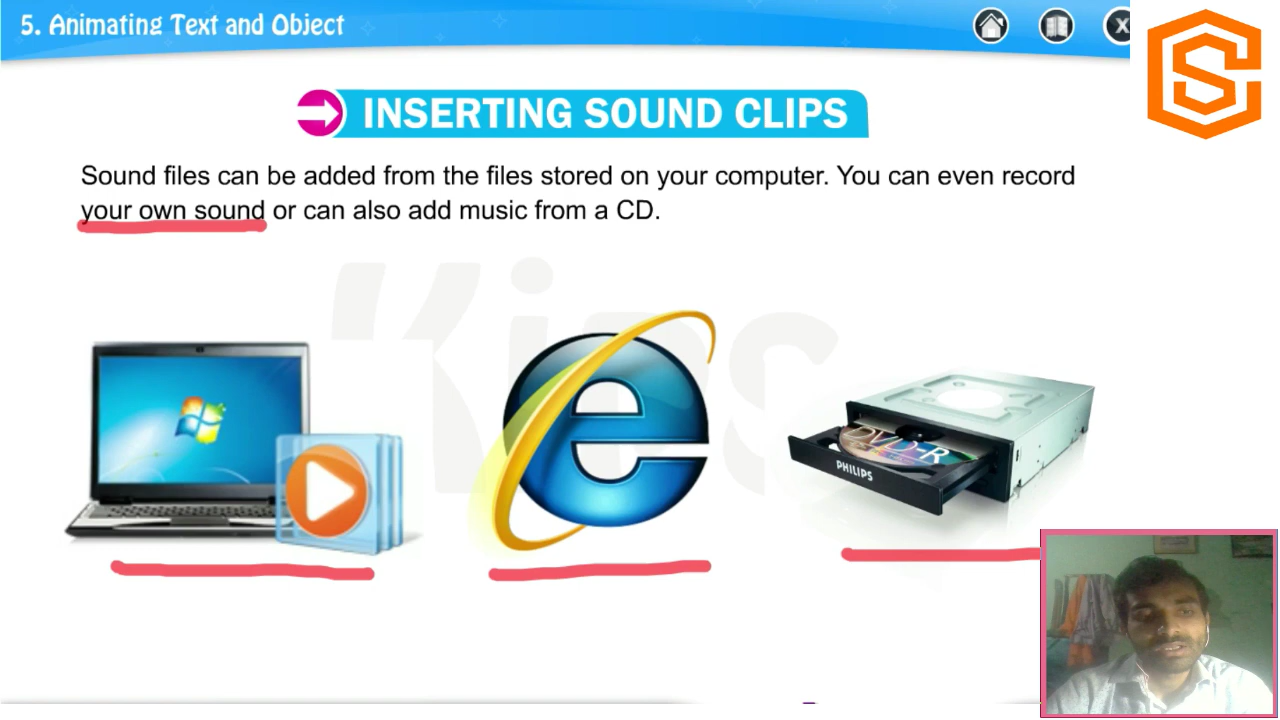 5. Animating Text and Object
X
INSERTING SOUND CLIPS
Sound files can be added from the files stored on your computer. You can even record
your own sound or can also add music from a CD.
Kips
DVD-R
PHILIPS